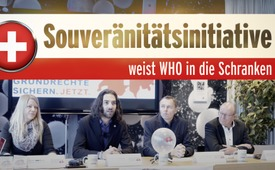 Souveränitätsinitiative
weist WHO in die Schranken
GRUNDRECHTE
SICHERN. JETZT.